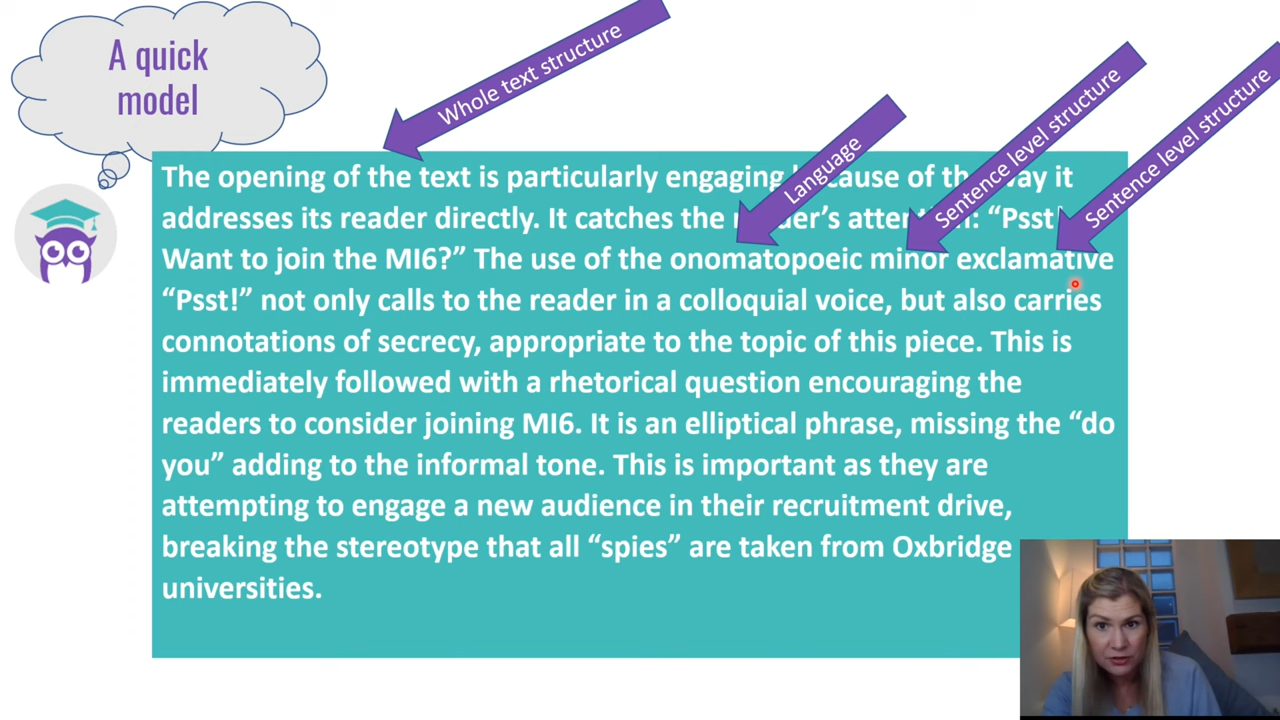 A quick
model
Whole text structure
Language
Sentence level structure
Sentence level structure
The opening of the text is particularly engaging because of the way it
addresses its reader directly. It catches the reader's attention: “Psst!
Want to join the MI6?” The use of the onomatopoeic minor exclamative
“Psst!” not only calls to the reader in a colloquial voice, but also carries
connotations of secrecy, appropriate to the topic of this piece. This is
immediately followed with a rhetorical question encouraging the
readers to consider joining MI6. It is an elliptical phrase, missing the “do
you” adding to the informal tone. This is important as they are
attempting to engage a new audience in their recruitment drive,
breaking the stereotype that all “spies” are taken from Oxbridge
universities.